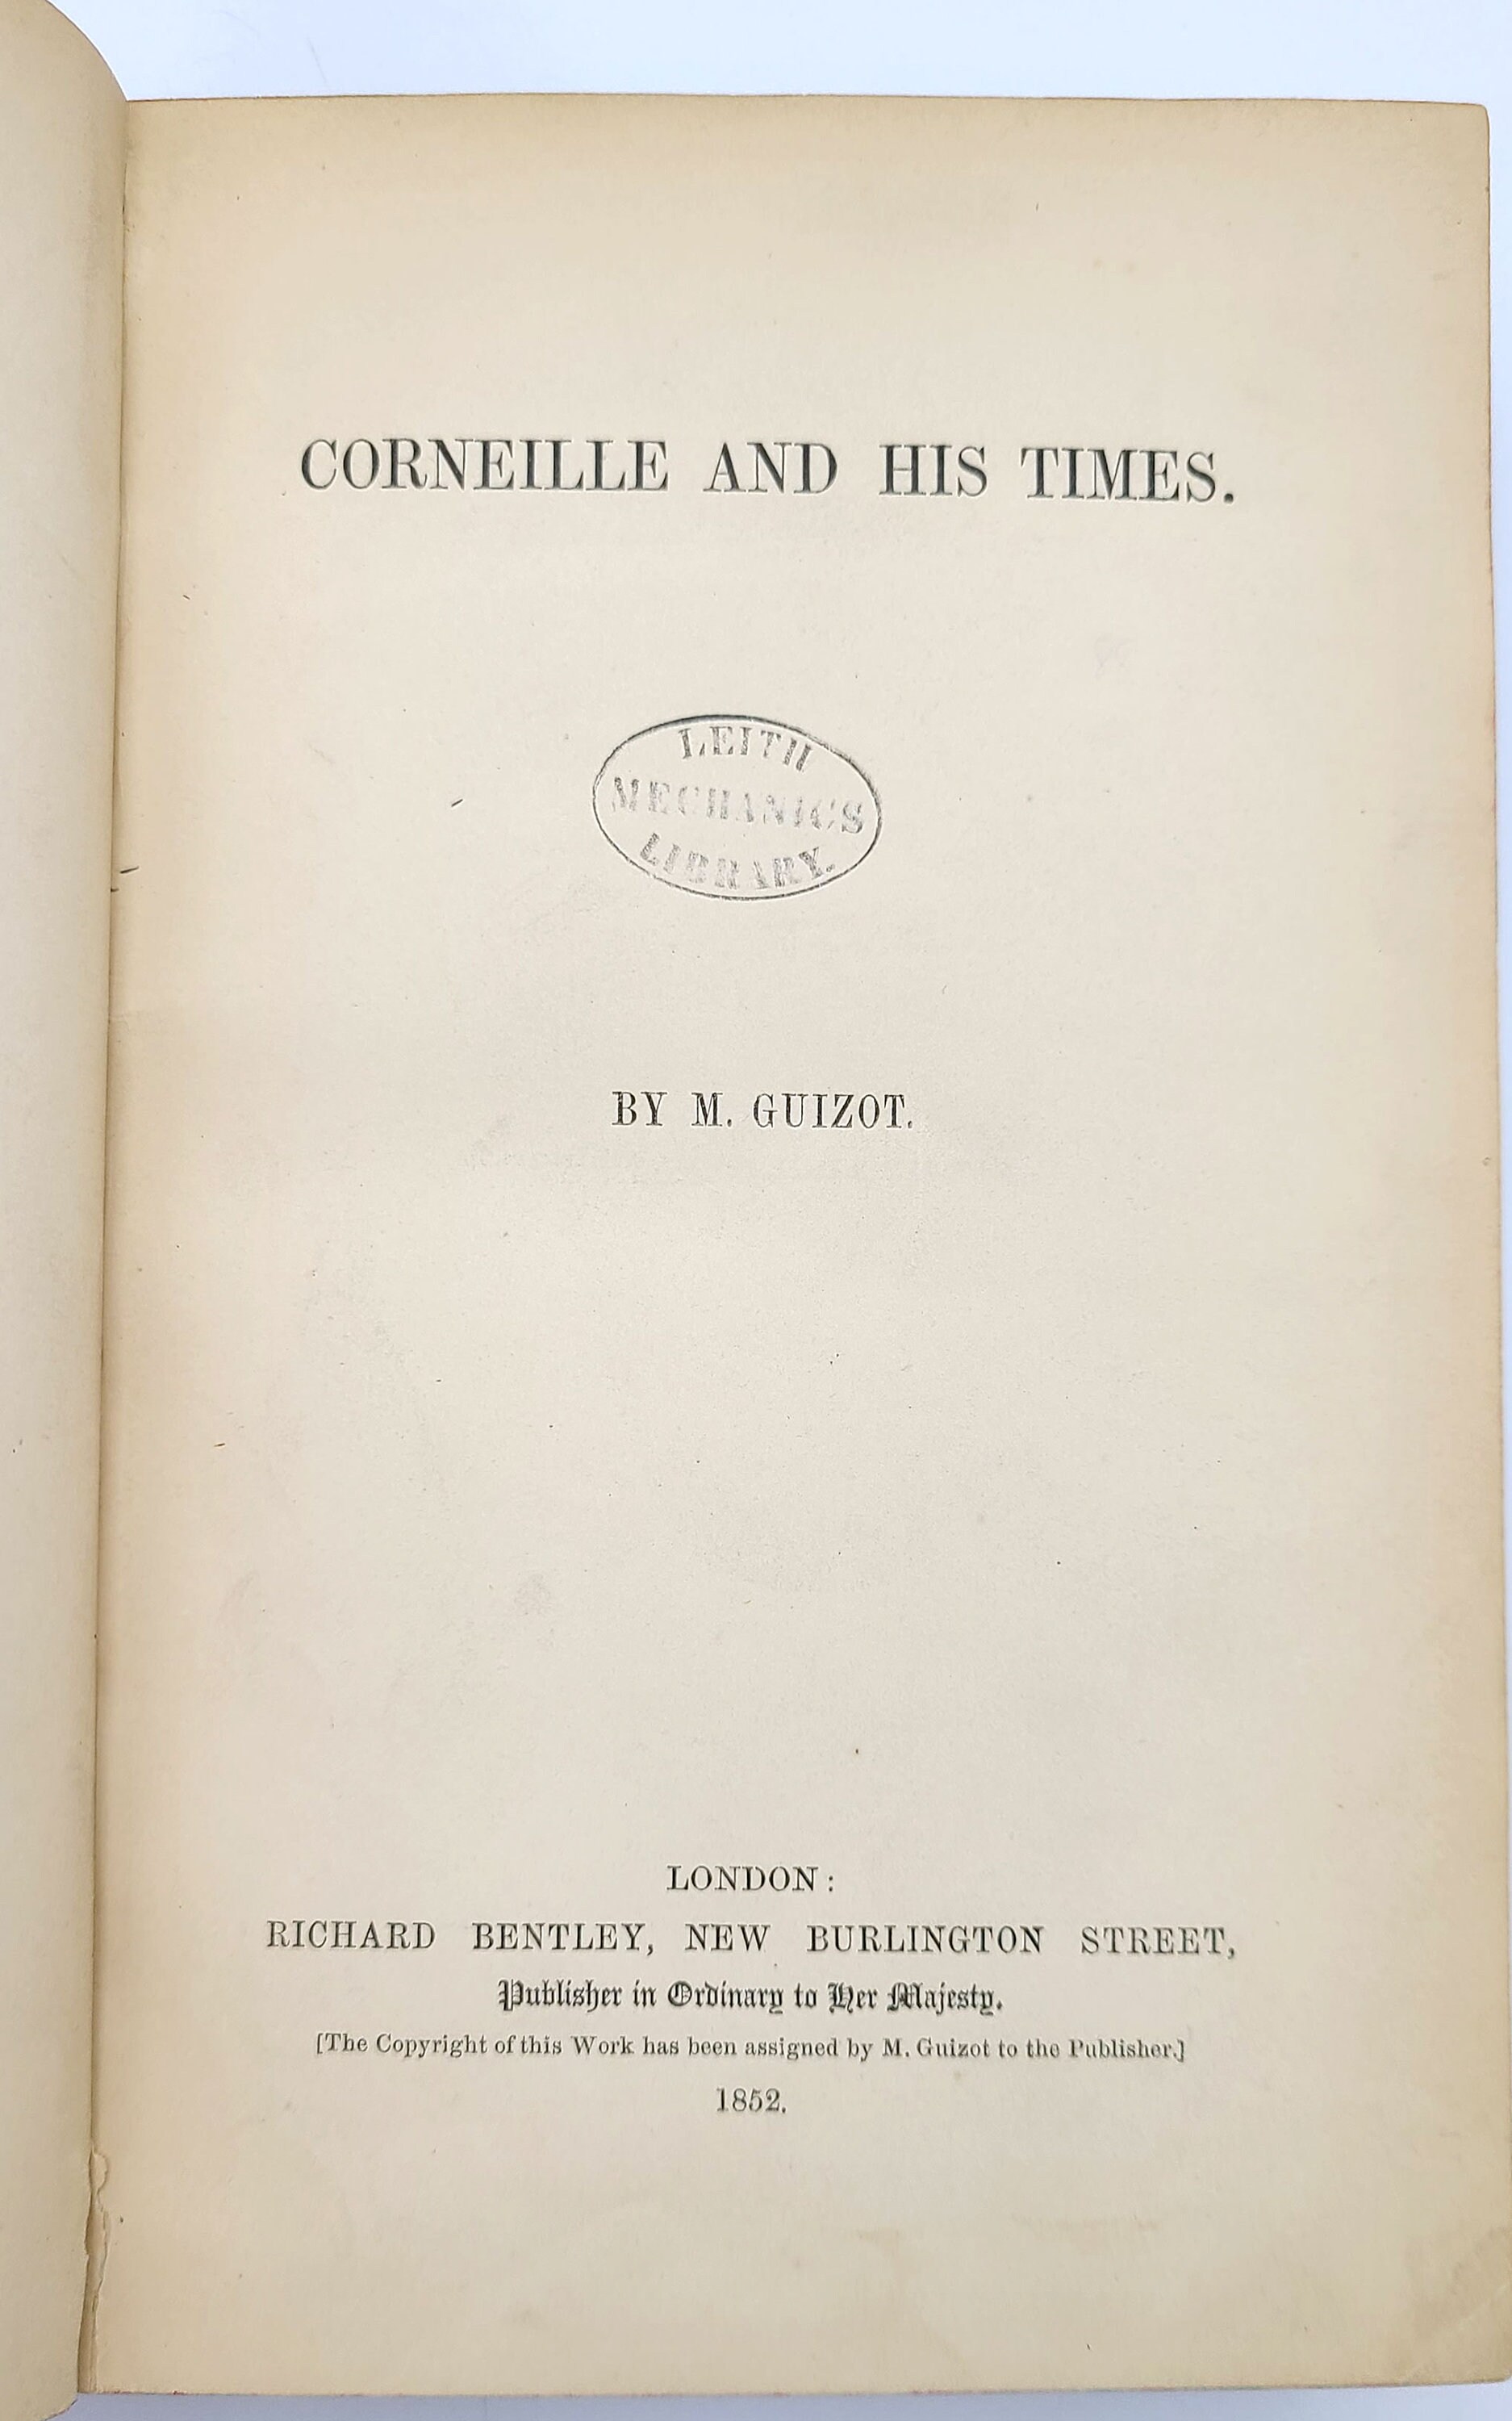 CORNEILLE AND HIS TIMES.
LEITH
MECHANICS
LIBRARY.
BY M. GUIZOT.
LONDON:
RICHARD BENTLEY, NEW BURLINGTON STREET,
Publisher in Ordinary to Her Majesty.
[The Copyright of this Work has been assigned by M. Guizot to the Publisher.]
1852.